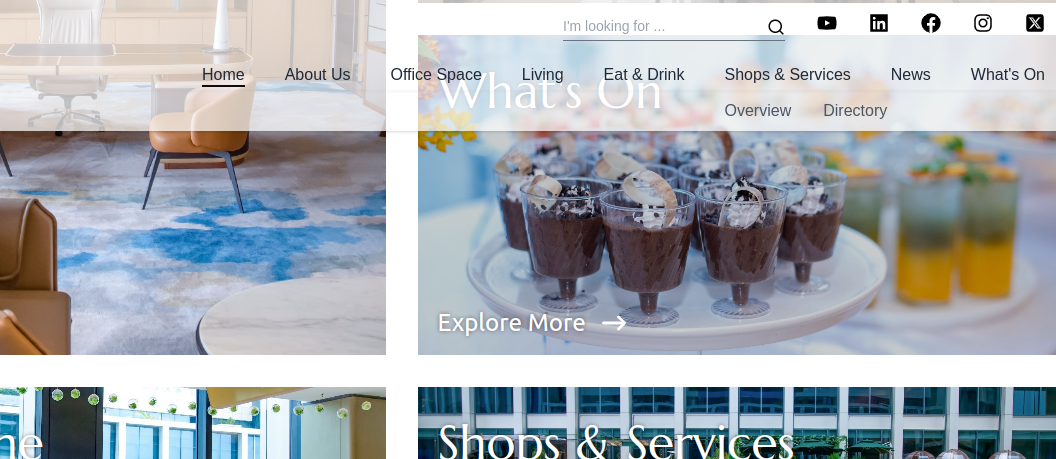 I'm looking for ...
Home About Us Office Space Living Eat & Drink Shops & Services News What's On
What's On
Overview Directory
Explore More →
ne
Shops & Services